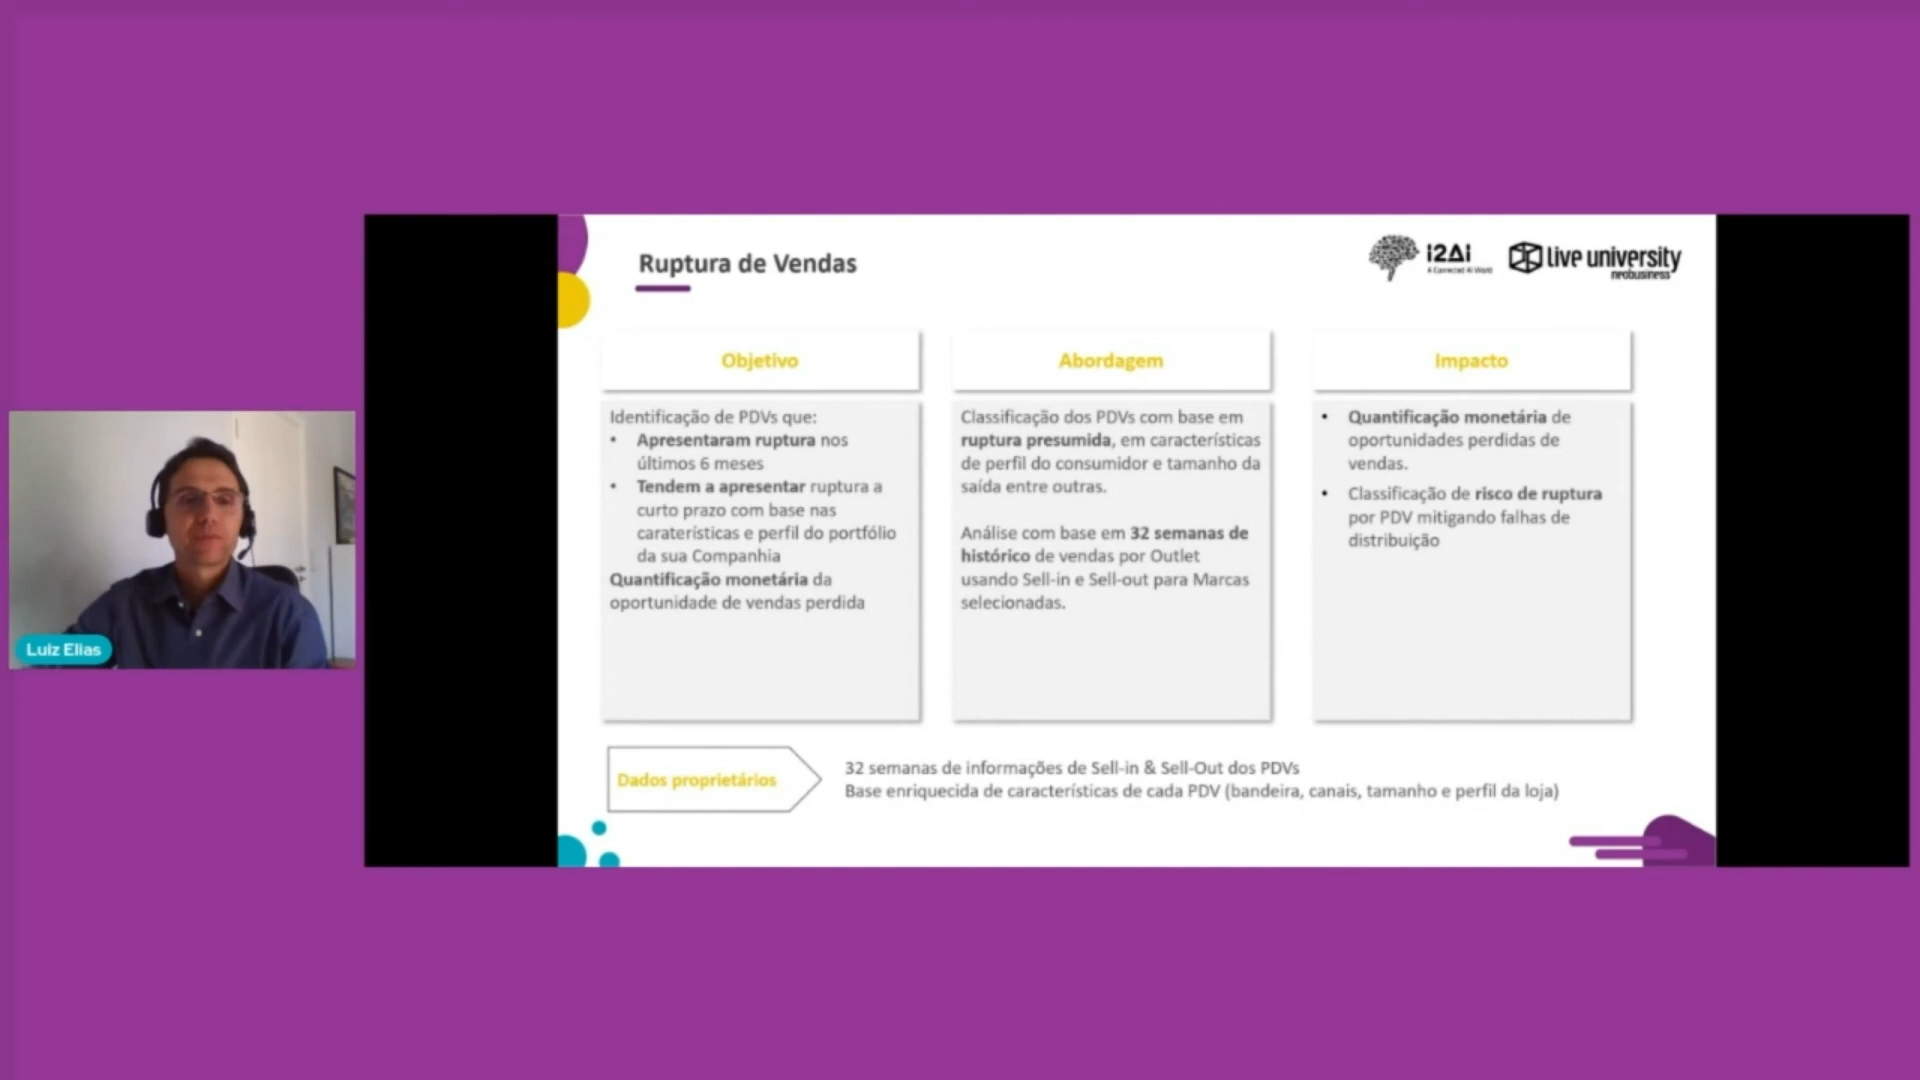 Ruptura de Vendas
I2AI
A Connected AI World
live university
neobusiness
Objetivo
Identificação de PDVs que:
• Apresentaram ruptura nos
últimos 6 meses
• Tendem a apresentar ruptura a
curto prazo com base nas
caraterísticas e perfil do portfólio
da sua Companhia
Quantificação monetária da
oportunidade de vendas perdida
Abordagem
Classificação dos PDVs com base em
ruptura presumida, em características
de perfil do consumidor e tamanho da
saída entre outras.
Análise com base em 32 semanas de
histórico de vendas por Outlet
usando Sell-in e Sell-out para Marcas
selecionadas.
Impacto
• Quantificação monetária de
oportunidades perdidas de
vendas.
• Classificação de risco de ruptura
por PDV mitigando falhas de
distribuição
Luiz Elias
Dados proprietários
32 semanas de informações de Sell-in & Sell-Out dos PDVs
Base enriquecida de características de cada PDV (bandeira, canais, tamanho e perfil da loja)